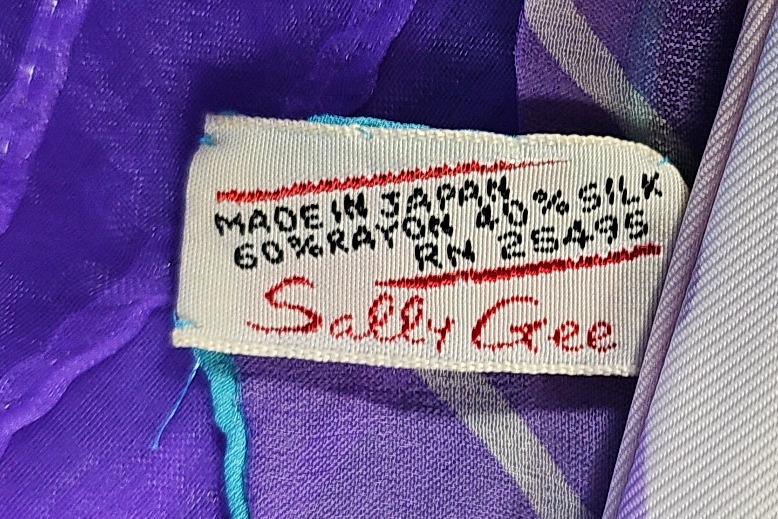 MADE IN JAPAN
60% RAYON 40% SILK
RN 25495
Sally Gee